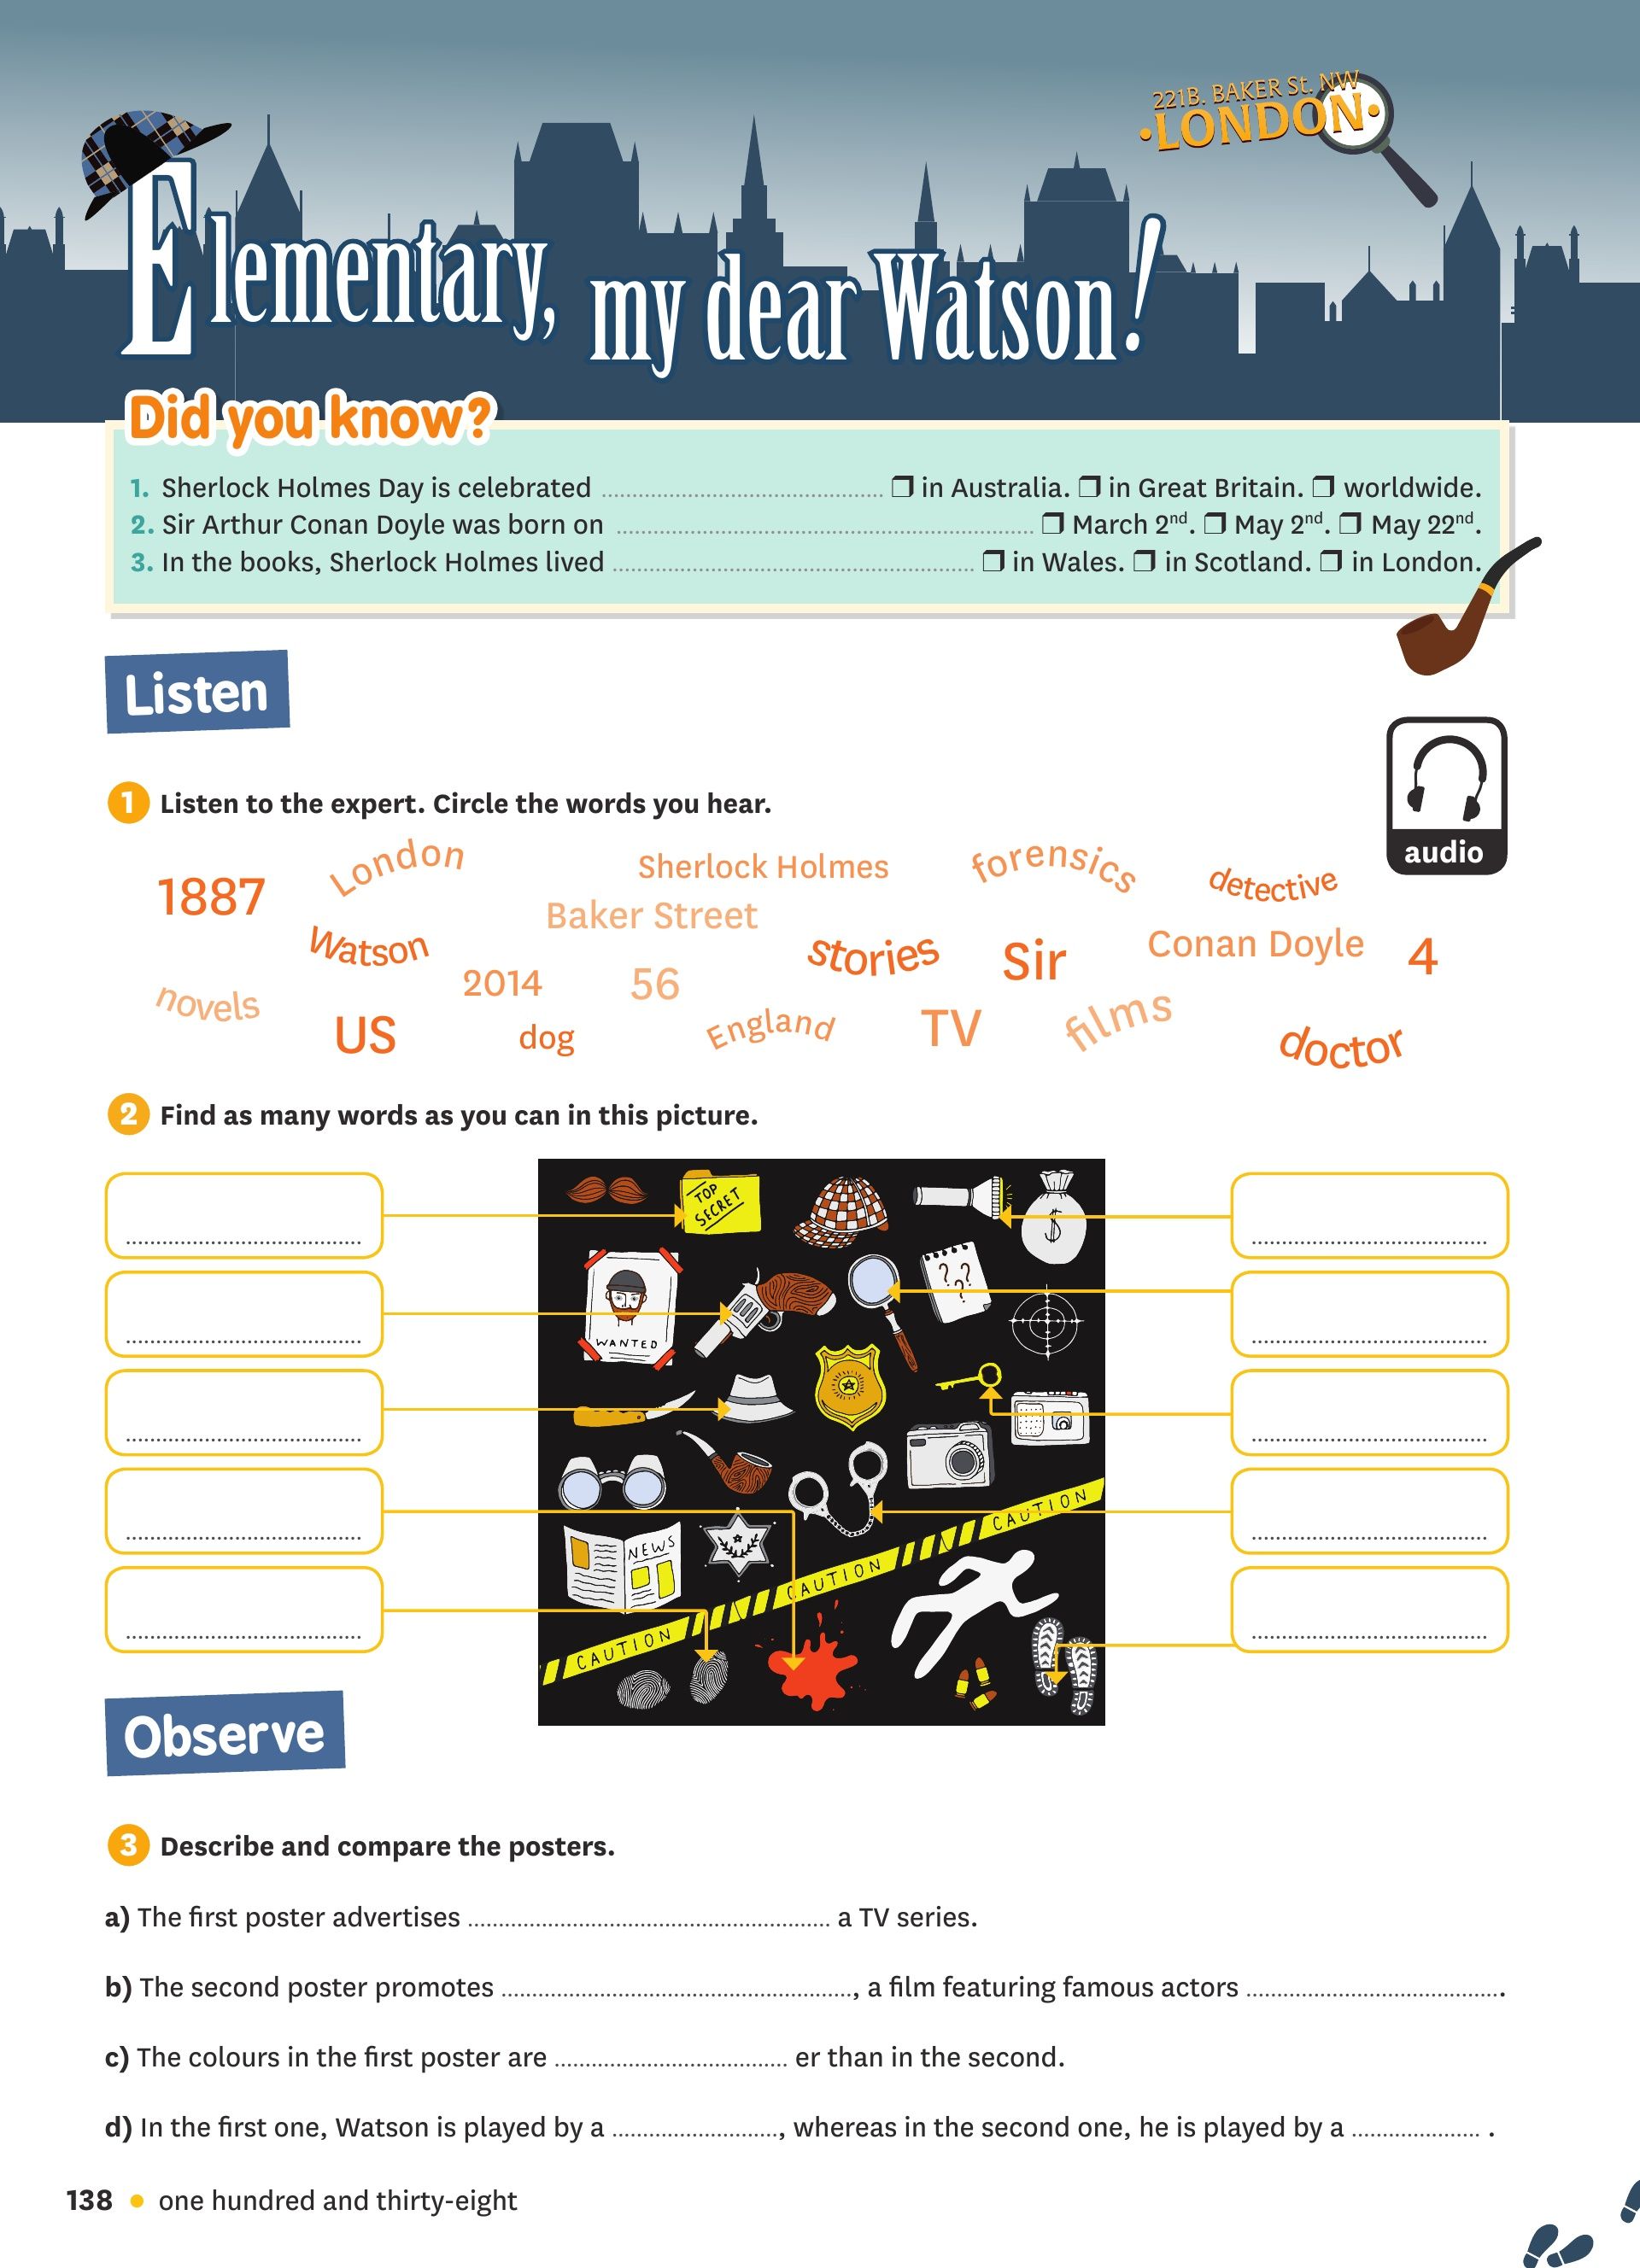 221B. BAKER St. NW
•LONDON•
Elementary, my dear Watson!
Did you know?
1. Sherlock Holmes Day is celebrated ........................................ ❒ in Australia. ❒ in Great Britain. ❒ worldwide.
2. Sir Arthur Conan Doyle was born on ........................................ ❒ March 2nd. ❒ May 2nd. ❒ May 22nd.
3. In the books, Sherlock Holmes lived ........................................ ❒ in Wales. ❒ in Scotland. ❒ in London.
Listen
audio
1 Listen to the expert. Circle the words you hear.
1887 London Sherlock Holmes forensics detective
Watson Baker Street stories Sir Conan Doyle 4
novels 2014 56
US dog England TV films doctor
2 Find as many words as you can in this picture.
TOP
SECRET
$
? ?
?
WANTED
NEWS
CAUTION
CAUTION
CAUTION
Observe
3 Describe and compare the posters.
a) The first poster advertises ........................................ a TV series.
b) The second poster promotes ........................................, a film featuring famous actors .........................................
c) The colours in the first poster are ........................................ er than in the second.
d) In the first one, Watson is played by a ............................, whereas in the second one, he is played by a ..................... .
138 • one hundred and thirty-eight